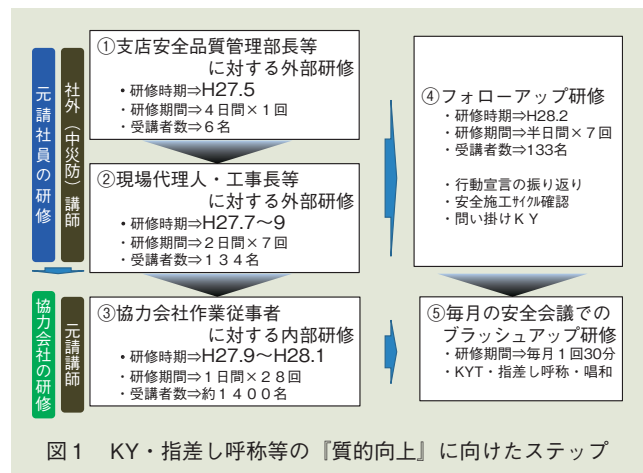 元請社員の研修
社外（中災防）講師
①支店安全品質管理部長等
に対する外部研修
・研修時期⇒H27.5
・研修期間⇒４日間×１回
・受講者数⇒６名
②現場代理人・工事長等
に対する外部研修
・研修時期⇒H27.7～9
・研修期間⇒２日間×７回
・受講者数⇒１３４名
協力会社の研修
元請講師
③協力会社作業従事者
に対する内部研修
・研修時期⇒H27.9～H28.1
・研修期間⇒１日間×２８回
・受講者数⇒約１４００名
④フォローアップ研修
・研修時期⇒H28.2
・研修期間⇒半日間×７回
・受講者数⇒133名
・行動宣言の振り返り
・安全施工ｻｲｸﾙ確認
・問い掛けＫＹ
⑤毎月の安全会議での
ブラッシュアップ研修
・研修期間⇒毎月１回30分
・KYT・指差し呼称・唱和
図１　KY・指差し呼称等の『質的向上』に向けたステップ